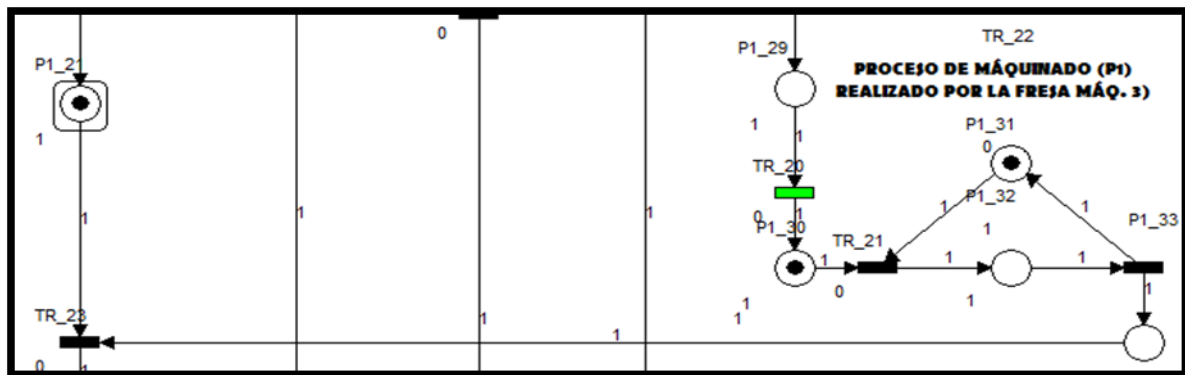 0
TR_22
P1_29
P1_21
PROCESO DE MÁQUINADO (P1)
REALIZADO POR LA FRESA MÁQ. 3)
P1_31
1
1
1
0
TR_20
P1_32
1
1
1
1
1
0
1
1
P1_33
P1_30
TR_21
1
1
1
1
0
1
1
1
TR_23
1
1
1
1
0
1